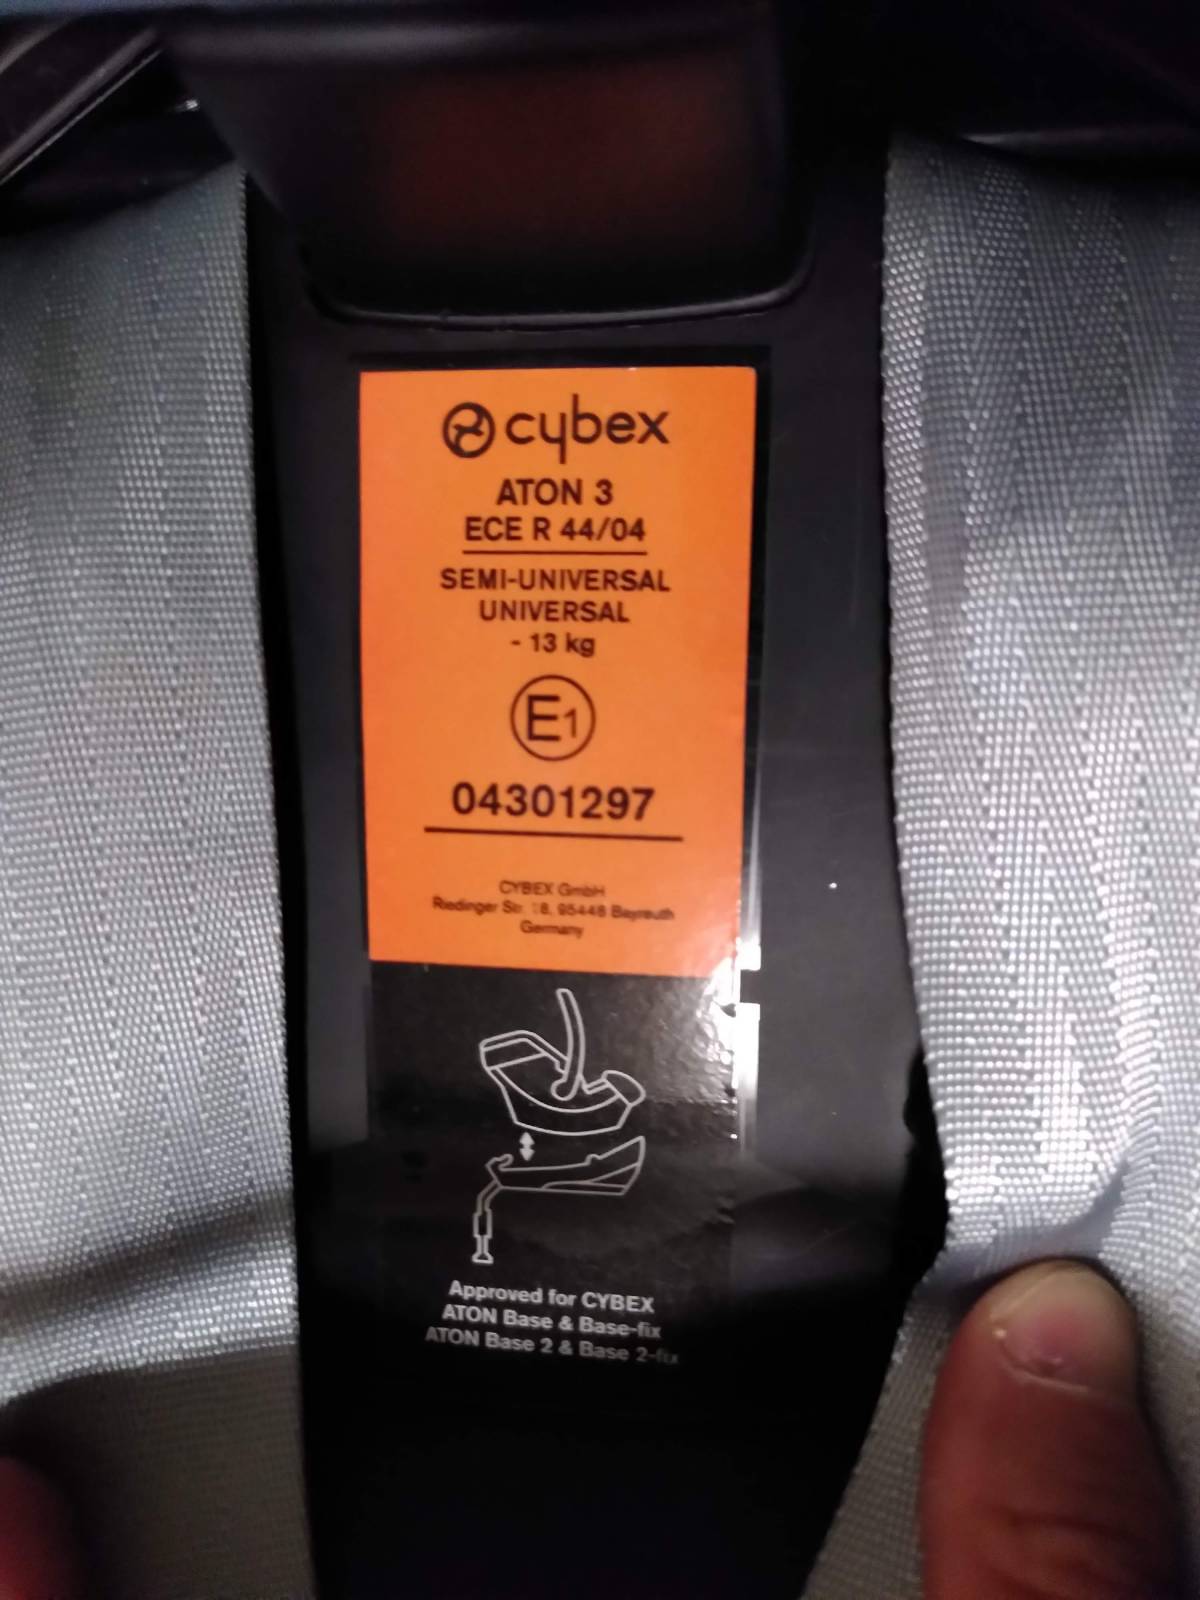 cybex
ATON 3
ECE R 44/04
SEMI-UNIVERSAL
UNIVERSAL
- 13 kg
E1
04301297
CYBEX GmbH
Riedinger Str. 18, 95448 Bayreuth
Germany
Approved for CYBEX
ATON Base & Base-fix
ATON Base 2 & Base 2-fix